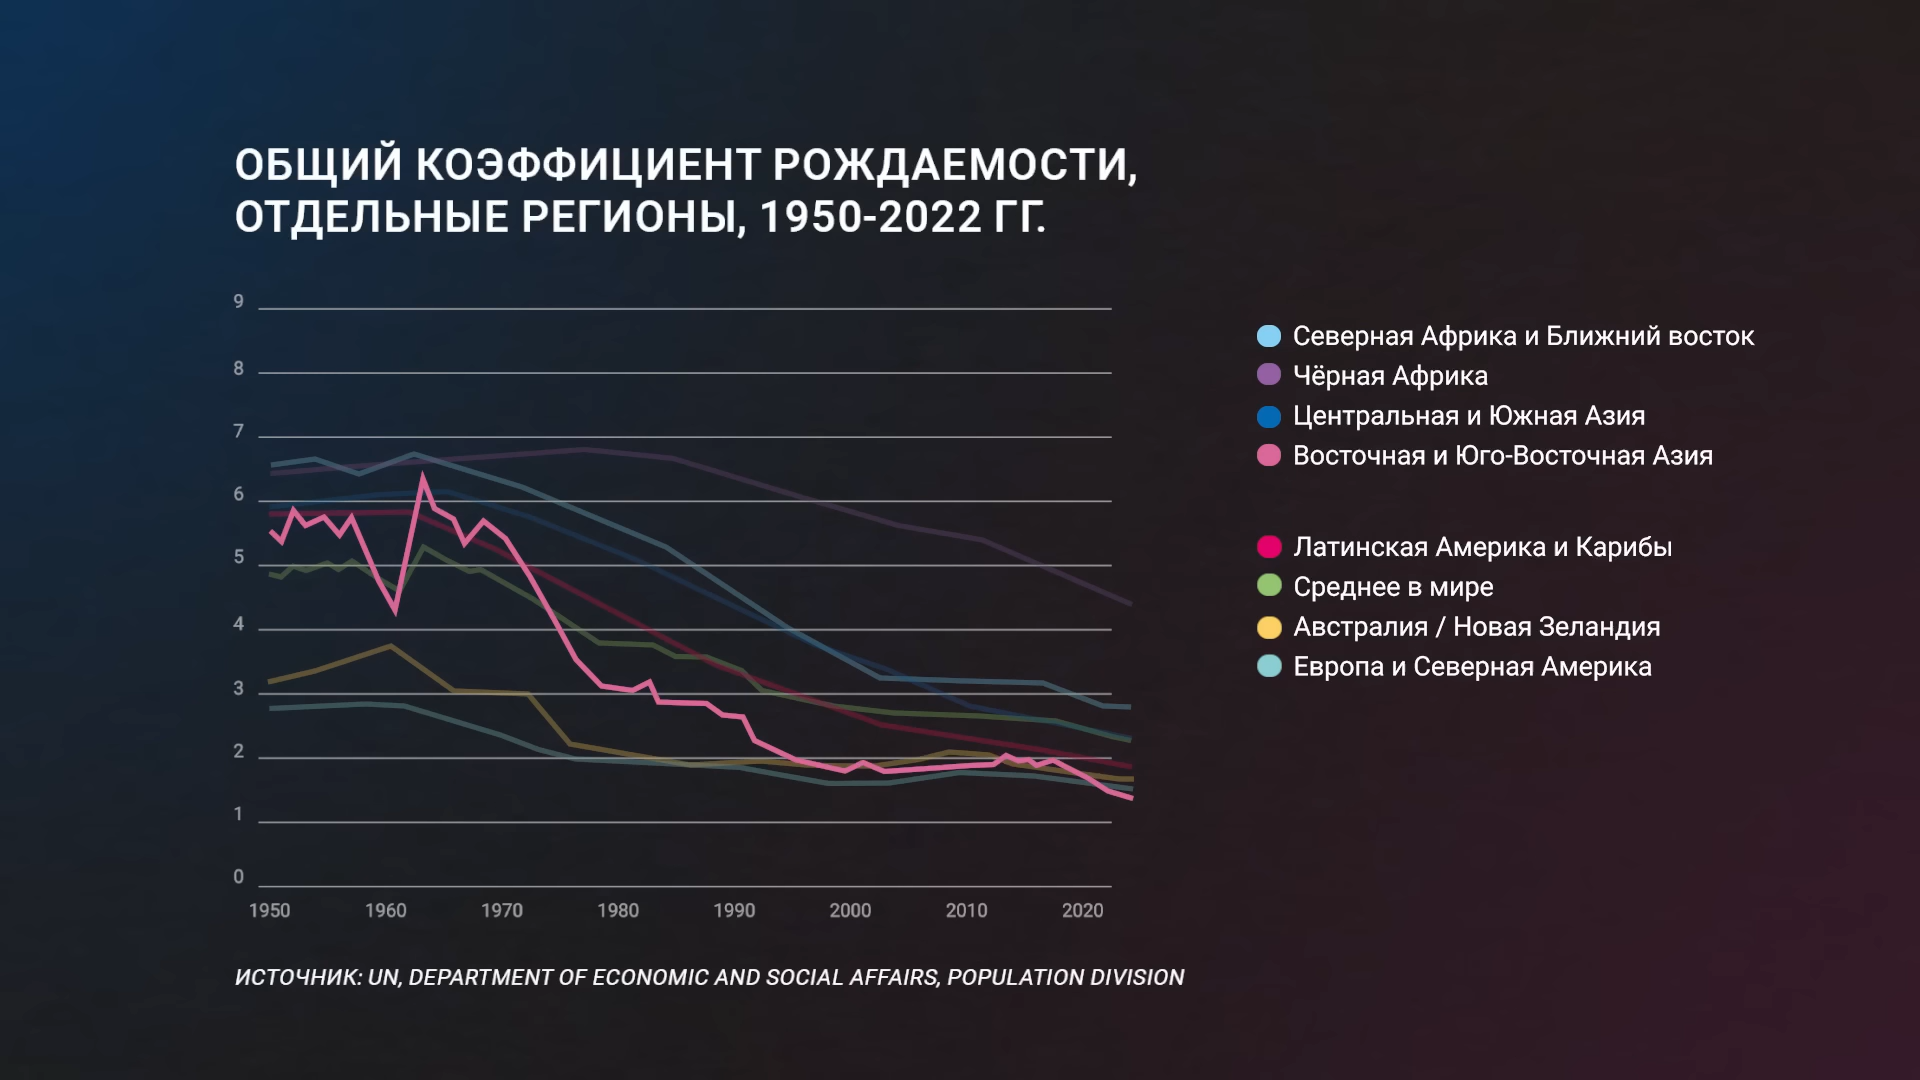 ОБЩИЙ КОЭФФИЦИЕНТ РОЖДАЕМОСТИ,
ОТДЕЛЬНЫЕ РЕГИОНЫ, 1950-2022 ГГ.
9
8
7
6
5
4
3
2
1
0
1950 1960 1970 1980 1990 2000 2010 2020
Северная Африка и Ближний восток
Чёрная Африка
Центральная и Южная Азия
Восточная и Юго-Восточная Азия
Латинская Америка и Карибы
Среднее в мире
Австралия / Новая Зеландия
Европа и Северная Америка
ИСТОЧНИК: UN, DEPARTMENT OF ECONOMIC AND SOCIAL AFFAIRS, POPULATION DIVISION